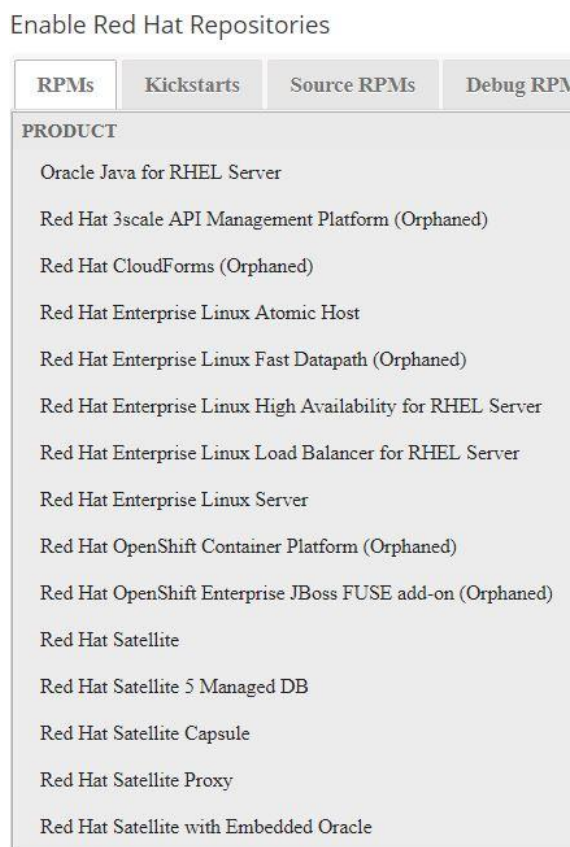 Enable Red Hat Repositories
RPMs Kickstarts Source RPMs Debug RPM
PRODUCT
Oracle Java for RHEL Server
Red Hat 3scale API Management Platform (Orphaned)
Red Hat CloudForms (Orphaned)
Red Hat Enterprise Linux Atomic Host
Red Hat Enterprise Linux Fast Datapath (Orphaned)
Red Hat Enterprise Linux High Availability for RHEL Server
Red Hat Enterprise Linux Load Balancer for RHEL Server
Red Hat Enterprise Linux Server
Red Hat OpenShift Container Platform (Orphaned)
Red Hat OpenShift Enterprise JBoss FUSE add-on (Orphaned)
Red Hat Satellite
Red Hat Satellite 5 Managed DB
Red Hat Satellite Capsule
Red Hat Satellite Proxy
Red Hat Satellite with Embedded Oracle